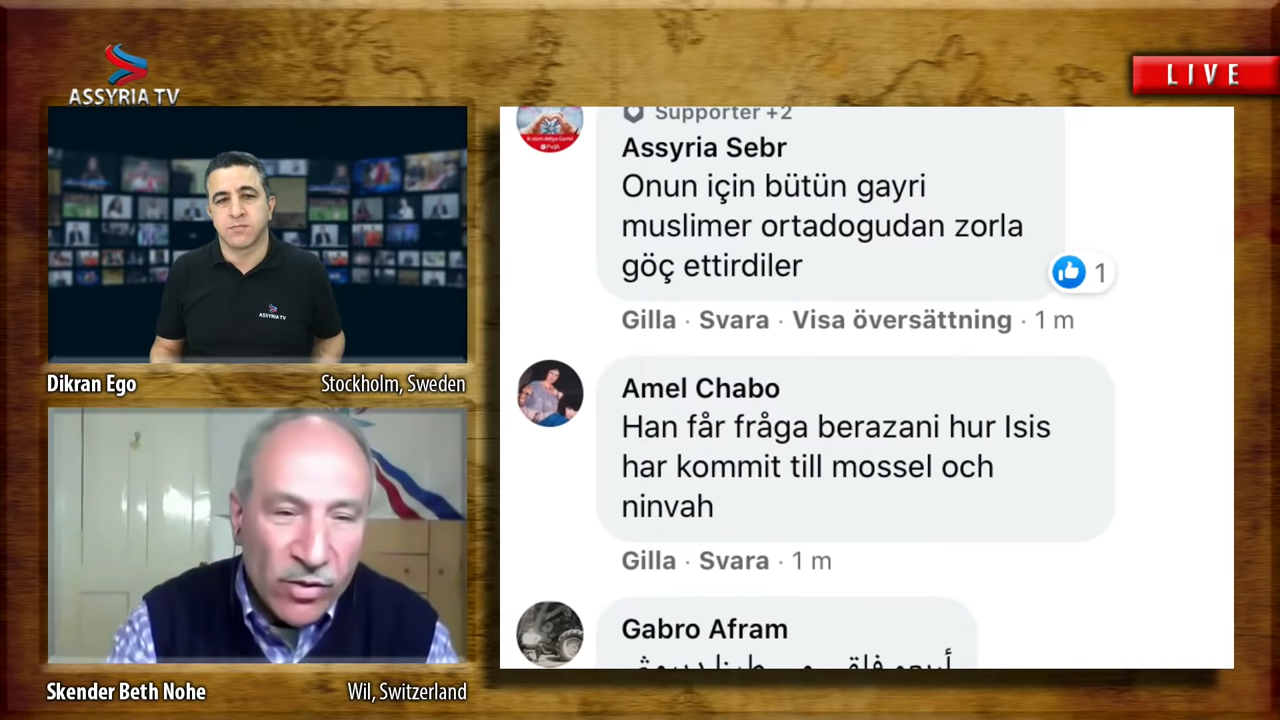 ASSYRIA TV
LIVE
ASSYRIA TV
Dikran Ego
Stockholm, Sweden
Skender Beth Nohe
Wil, Switzerland
Supporter +2
Assyria Sebr
Onun için bütün gayri
muslimer ortadogudan zorla
göç ettirdiler
1
Gilla · Svara · Visa översättning · 1 m
Amel Chabo
Han får fråga berazani hur Isis
har kommit till mossel och
ninvah
Gilla · Svara · 1 m
Gabro Afram